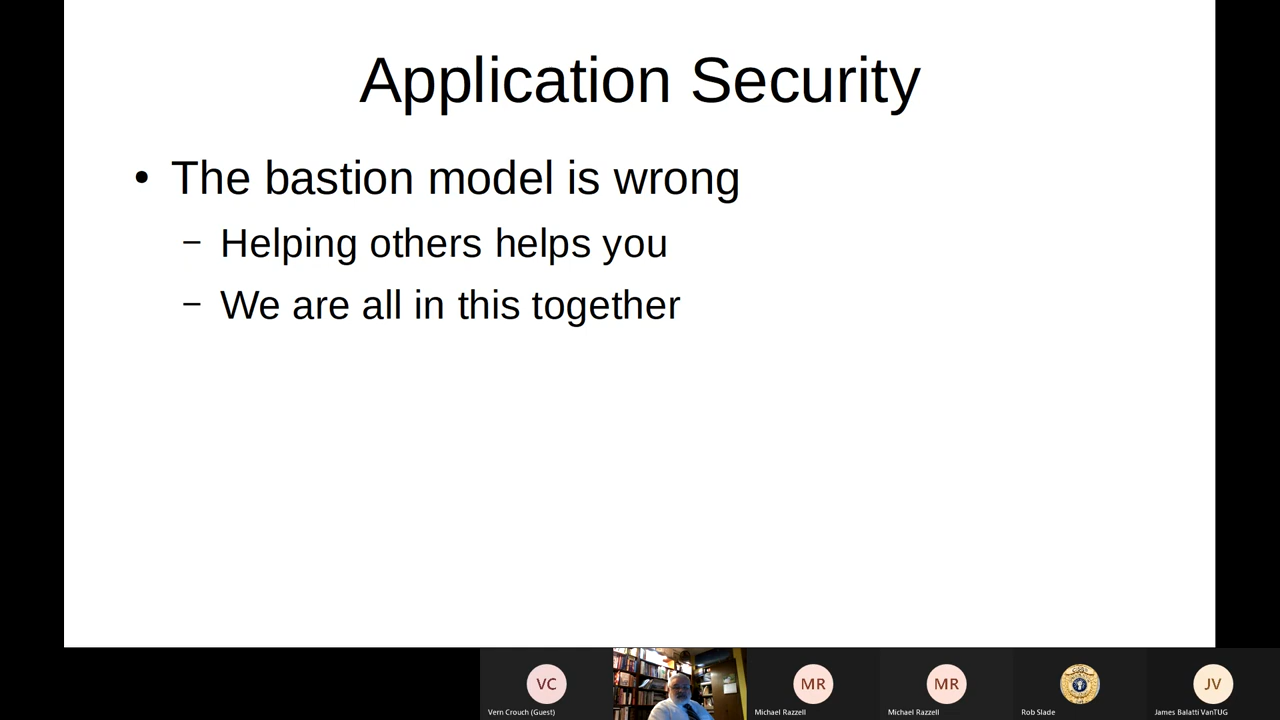 Application Security
• The bastion model is wrong
– Helping others helps you
– We are all in this together
VC
MR
MR
JV
Vern Crouch (Guest)
Michael Razzell
Michael Razzell
Rob Slade
James Balatti VanTUG